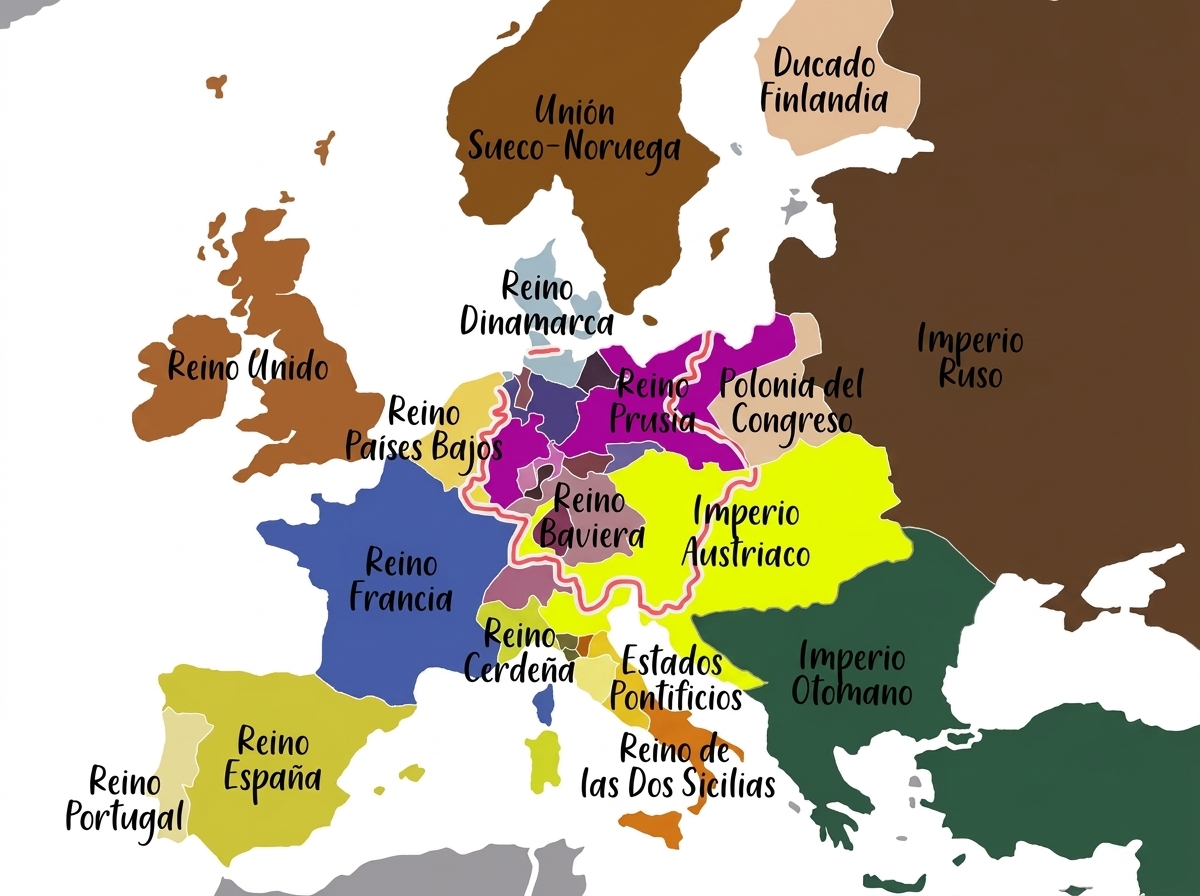 Ducado
Finlandia
Unión
Sueco-Noruega
Reino
Dinamarca
Imperio
Ruso
Reino Unido
Reino
Prusia
Polonia del
Congreso
Reino
Países Bajos
Reino
Baviera
Imperio
Austriaco
Reino
Francia
Reino
Cerdeña
Estados
Pontificios
Imperio
Otomano
Reino
España
Reino de
las Dos Sicilias
Reino
Portugal